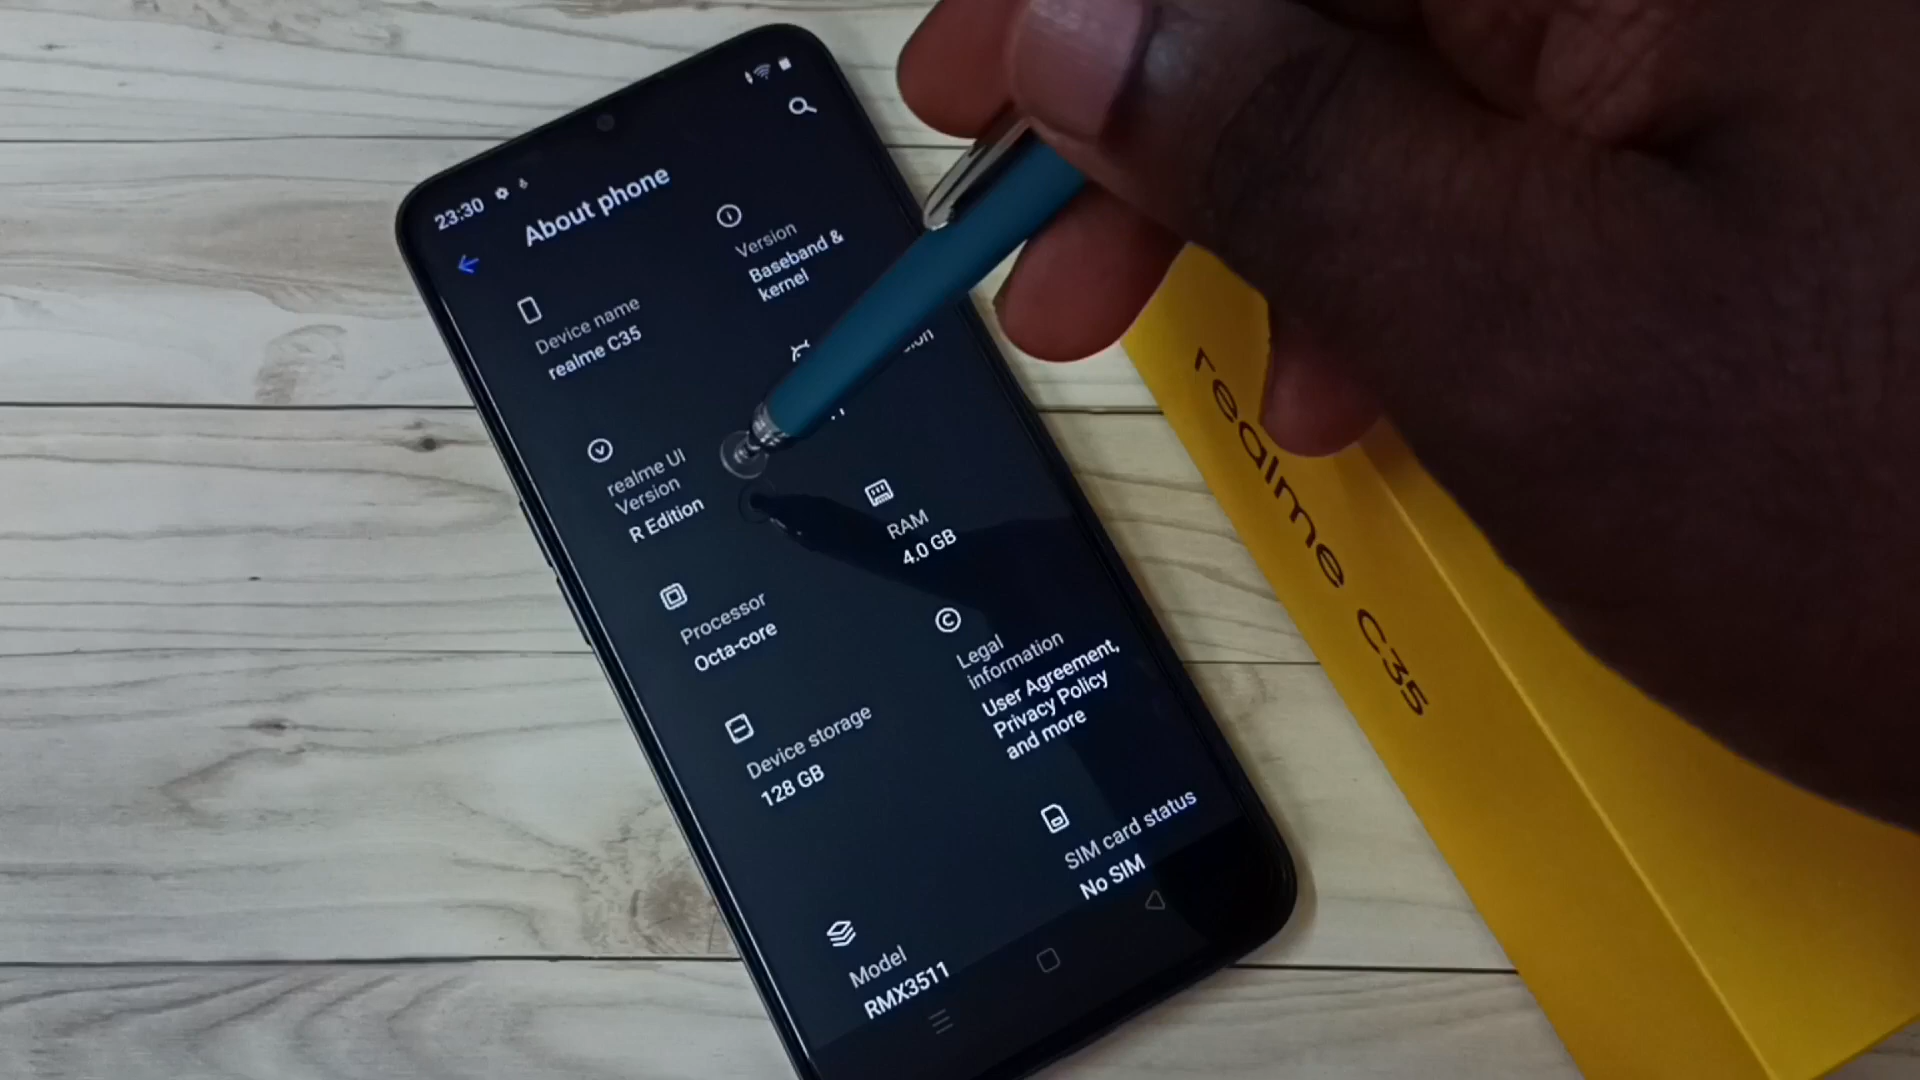 23:30
About phone
Version
Baseband &
kernel
Device name
realme C35
realme UI
Version
R Edition
RAM
4.0 GB
Processor
Octa-core
Legal
information
User Agreement,
Privacy Policy
and more
Device storage
128 GB
SIM card status
No SIM
Model
RMX3511
realme C35